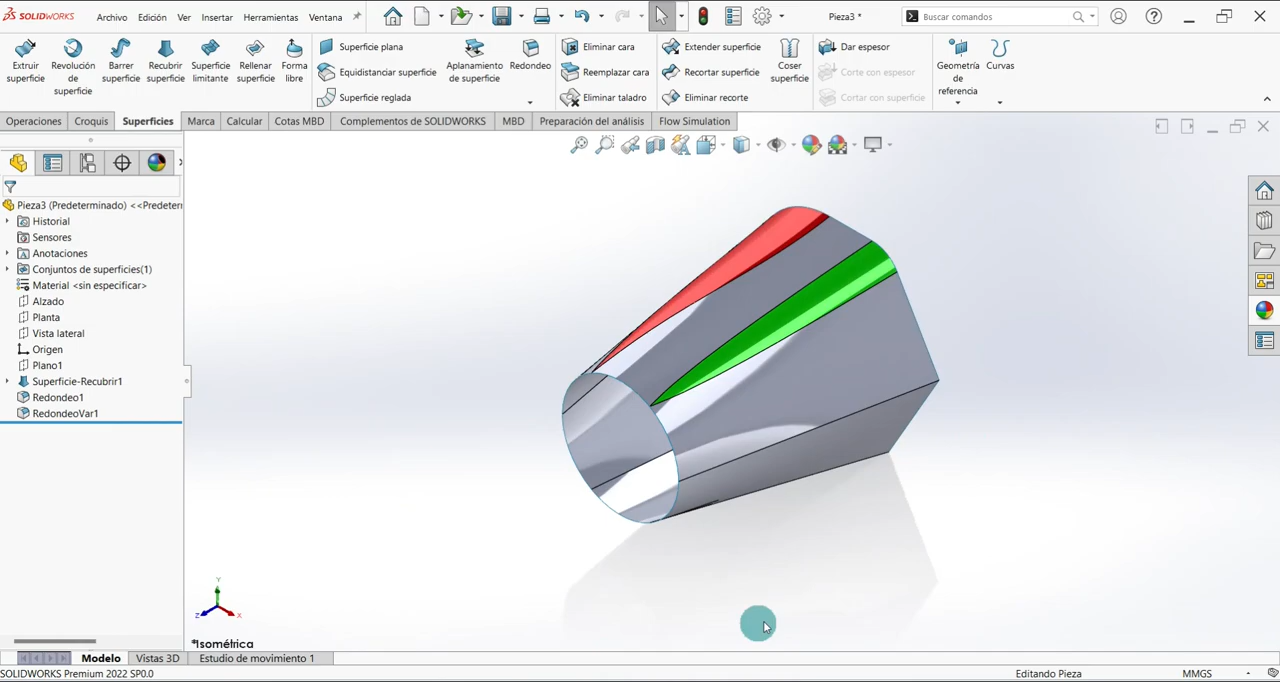 SOLIDWORKS
Archivo Edición Ver Insertar Herramientas Ventana
Pieza3 *
Buscar comandos
Extruir superficie
Revolución de superficie
Barrer superficie
Recubrir superficie
Superficie limitante
Rellenar superficie
Forma libre
Superficie plana
Equidistanciar superficie
Superficie reglada
Aplanamiento de superficie
Redondeo
Eliminar cara
Reemplazar cara
Eliminar taladro
Extender superficie
Recortar superficie
Eliminar recorte
Coser superficie
Dar espesor
Corte con espesor
Cortar con superficie
Geometría de referencia
Curvas
Operaciones Croquis Superficies Marca Calcular Cotas MBD Complementos de SOLIDWORKS MBD Preparación del análisis Flow Simulation
Pieza3 (Predeterminado) <<Predetern
Historial
Sensores
Anotaciones
Conjuntos de superficies(1)
Material <sin especificar>
Alzado
Planta
Vista lateral
Origen
Plano1
Superficie-Recubrir1
Redondeo1
RedondeoVar1
Y
Z
X
*Isométrica
Modelo Vistas 3D Estudio de movimiento 1
SOLIDWORKS Premium 2022 SP0.0
Editando Pieza
MMGS